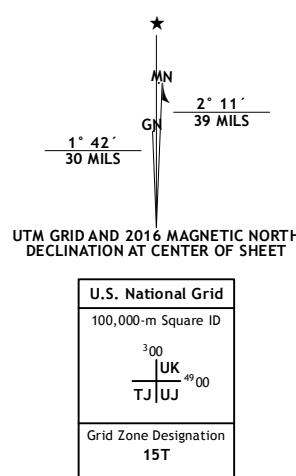 ★
MN
GN
2° 11´
39 MILS
1° 42´
30 MILS
UTM GRID AND 2016 MAGNETIC NORTH
DECLINATION AT CENTER OF SHEET
U.S. National Grid
100,000-m Square ID
³00
UK
⁴⁹00
TJ UJ
Grid Zone Designation
15T